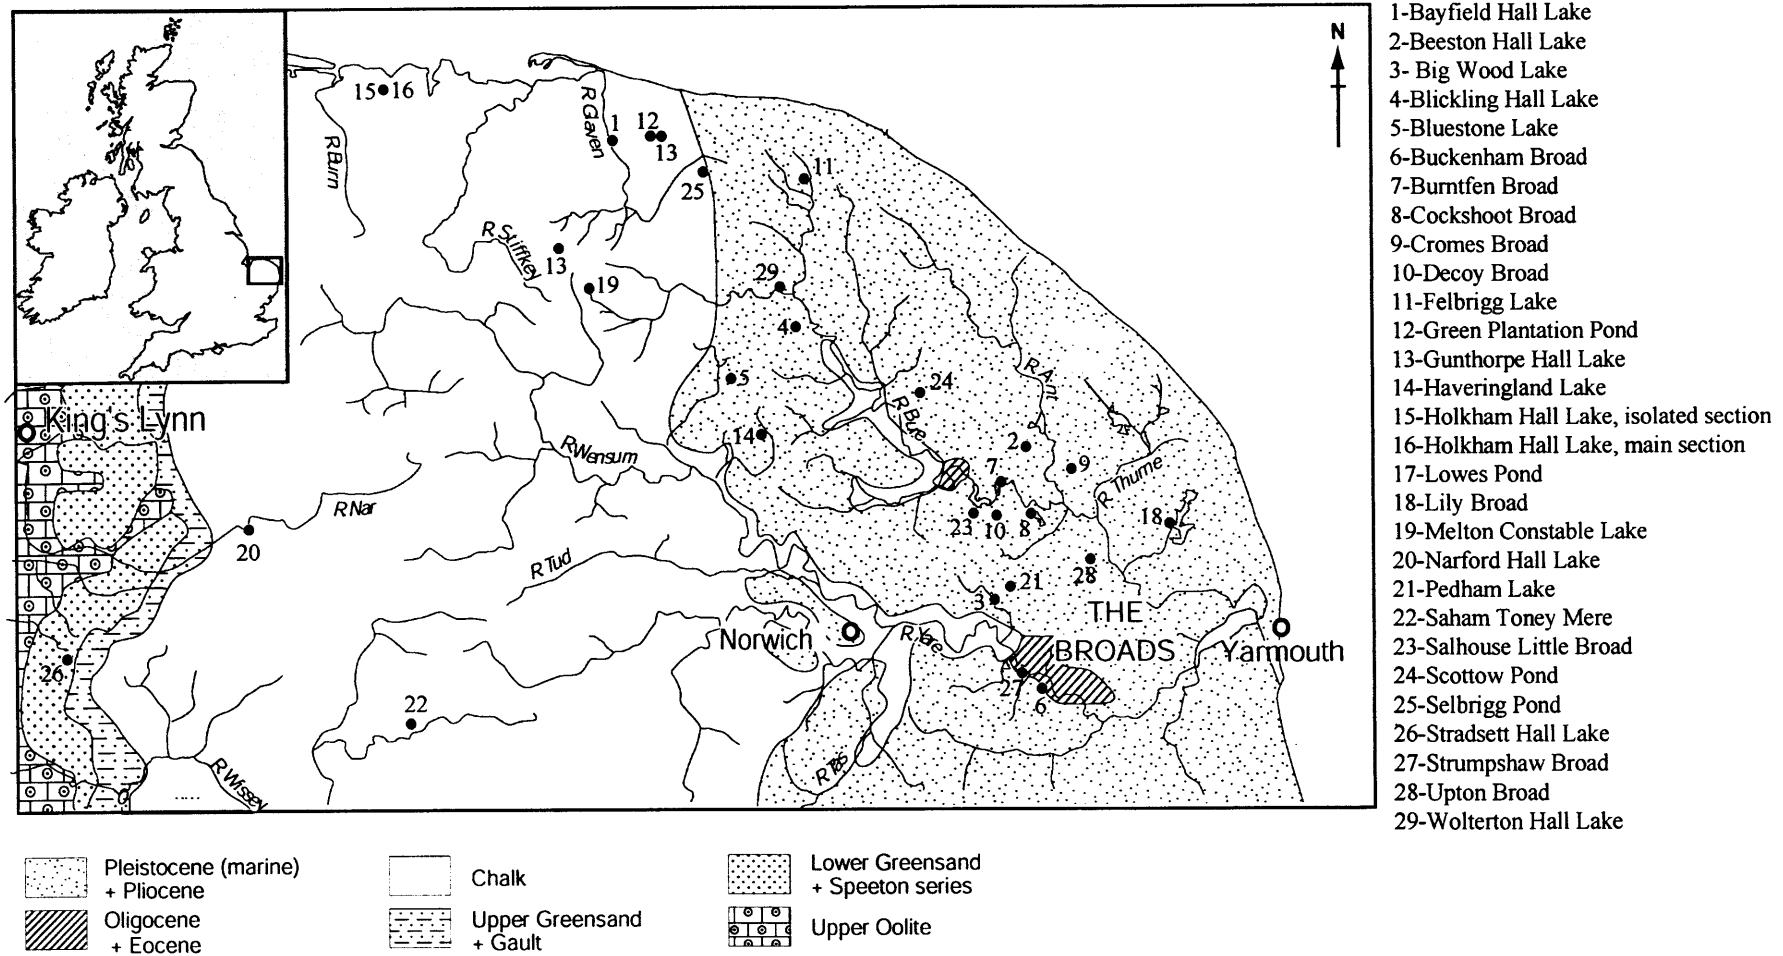 N
15 16
R Burn
R Glaven
1
12
13
25
11
R Stiffkey
13
19
29
4
5
24
R Ant
King's Lynn
R Bure
14
R Wensum
2
7
9
R Thurne
R Nar
20
23
10
8
18
R Tud
21
28
3
THE
BROADS
Norwich
R Yare
Yarmouth
26
27
6
22
R Tas
R Wissey
1-Bayfield Hall Lake
2-Beeston Hall Lake
3- Big Wood Lake
4-Blickling Hall Lake
5-Bluestone Lake
6-Buckenham Broad
7-Burntfen Broad
8-Cockshoot Broad
9-Cromes Broad
10-Decoy Broad
11-Felbrigg Lake
12-Green Plantation Pond
13-Gunthorpe Hall Lake
14-Haveringland Lake
15-Holkham Hall Lake, isolated section
16-Holkham Hall Lake, main section
17-Lowes Pond
18-Lily Broad
19-Melton Constable Lake
20-Narford Hall Lake
21-Pedham Lake
22-Saham Toney Mere
23-Salhouse Little Broad
24-Scottow Pond
25-Selbrigg Pond
26-Stradsett Hall Lake
27-Strumpshaw Broad
28-Upton Broad
29-Wolterton Hall Lake
Pleistocene (marine)
+ Pliocene
Oligocene
+ Eocene
Chalk
Upper Greensand
+ Gault
Lower Greensand
+ Speeton series
Upper Oolite